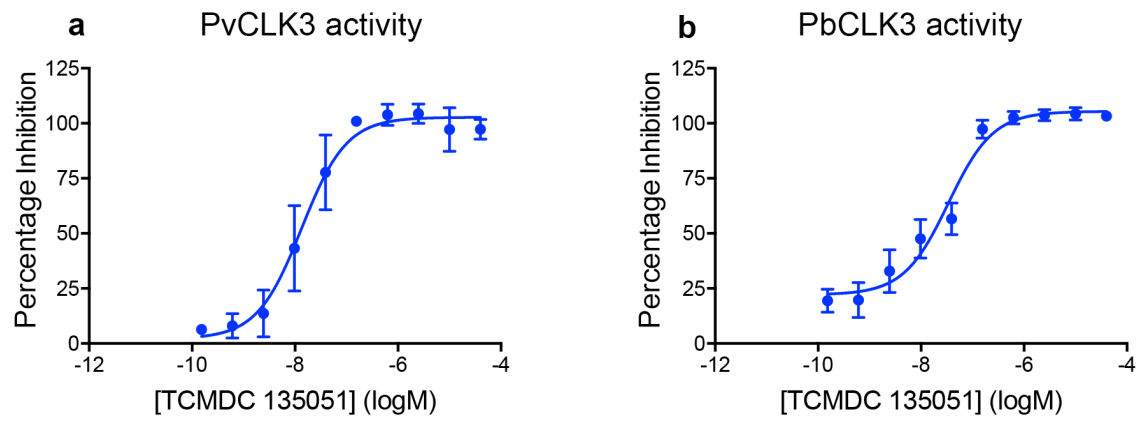 a PvCLK3 activity
125
100
75
50
25
0
Percentage Inhibition
-12 -10 -8 -6 -4
[TCMDC 135051] (logM)
b PbCLK3 activity
125
100
75
50
25
0
Percentage Inhibition
-12 -10 -8 -6 -4
[TCMDC 135051] (logM)